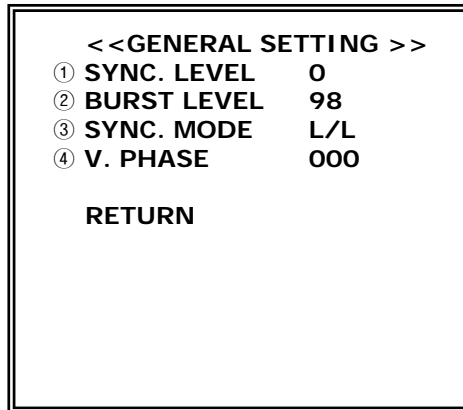 <<GENERAL SETTING >>
① SYNC. LEVEL 0
② BURST LEVEL 98
③ SYNC. MODE L/L
④ V. PHASE 000
RETURN